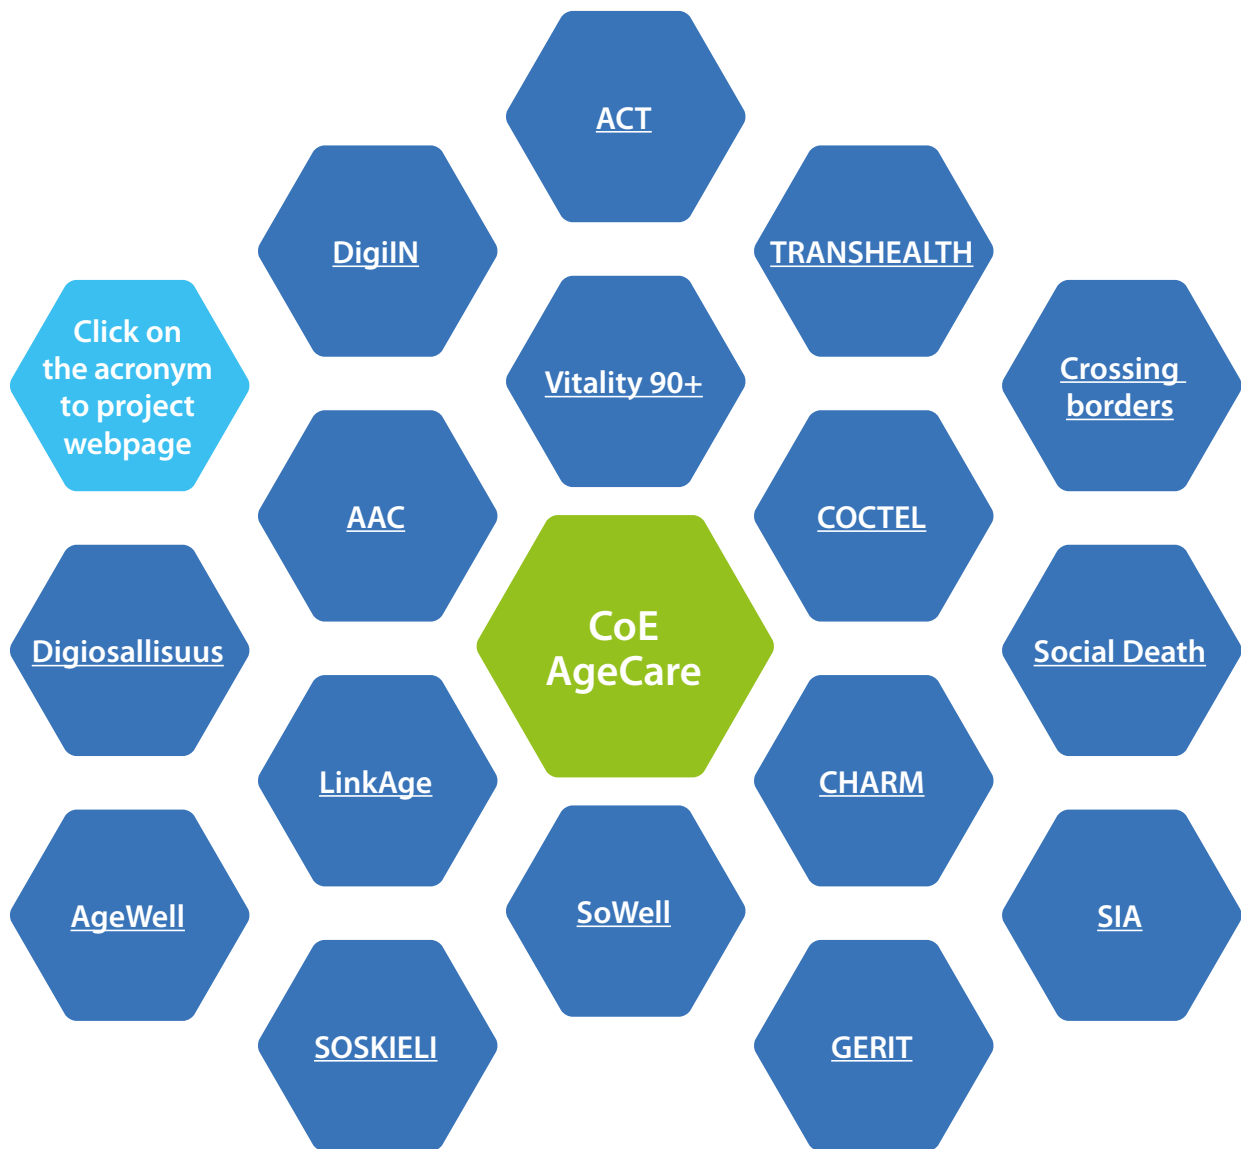 ACT
DigiIN
TRANSHEALTH
Click on
the acronym
to project
webpage
Vitality 90+
Crossing
borders
AAC
COCTEL
CoE
AgeCare
Digiosallisuus
Social Death
LinkAge
CHARM
AgeWell
SoWell
SIA
SOSKIELI
GERIT